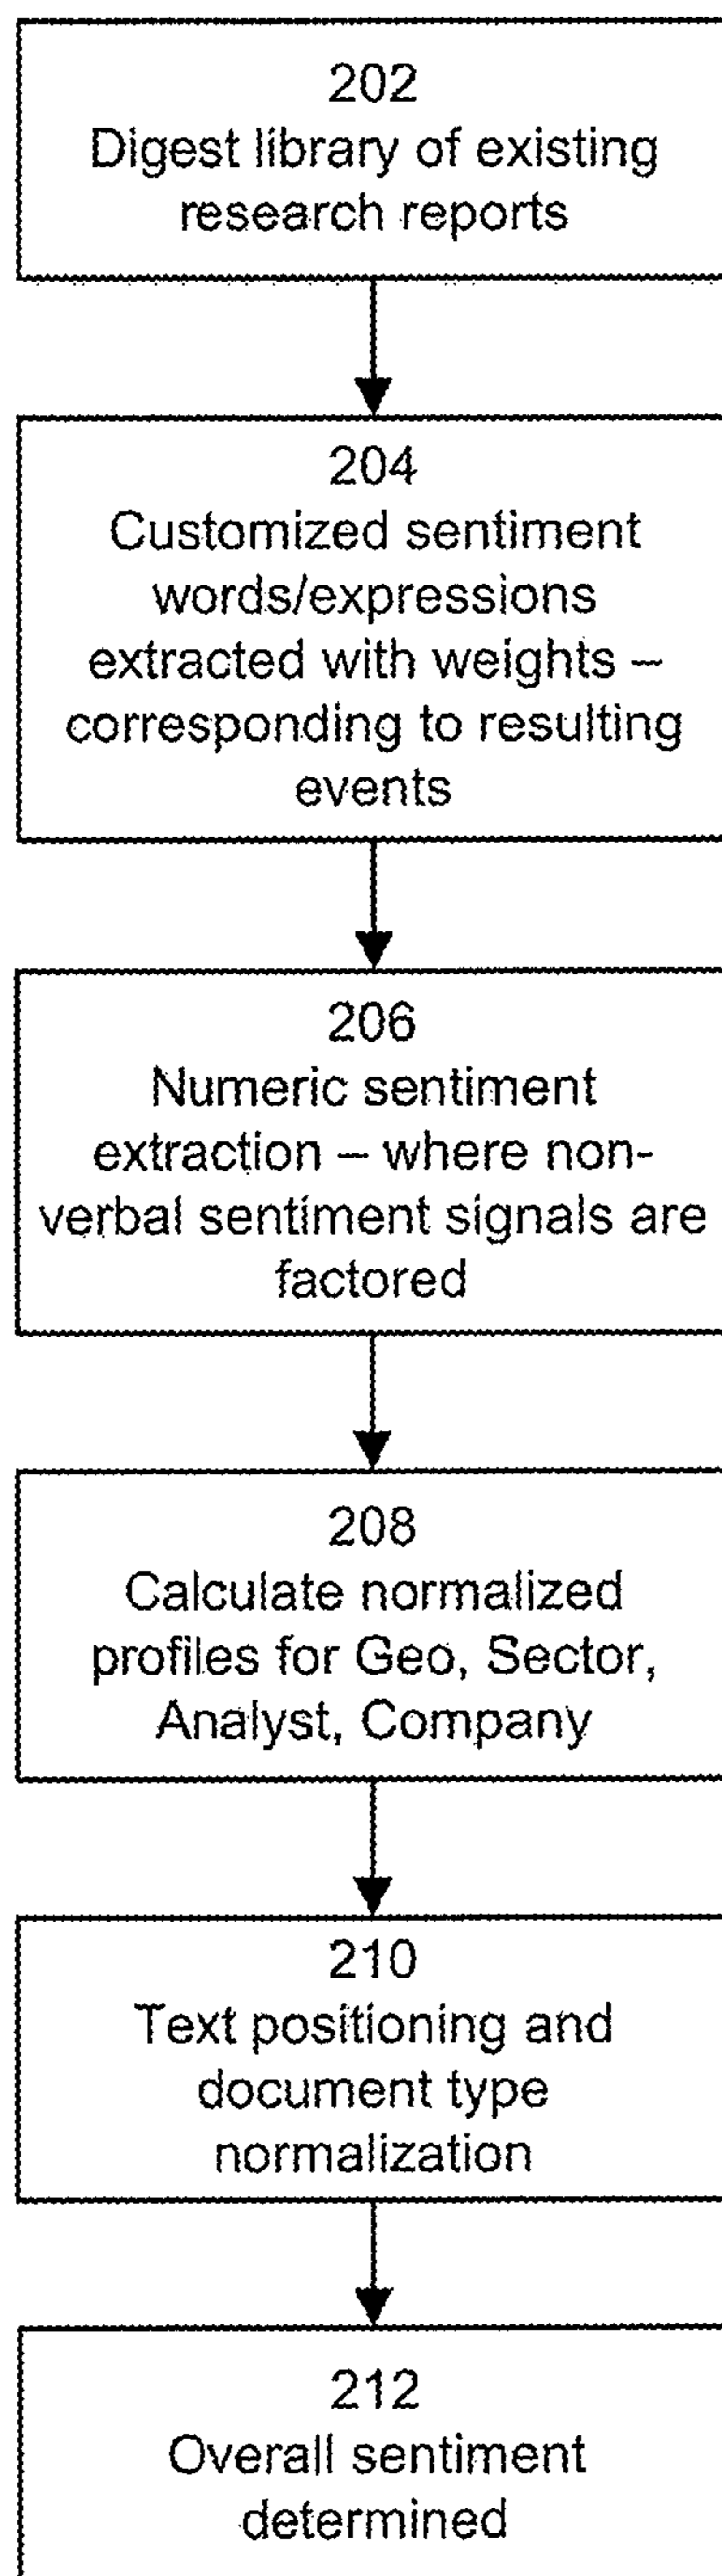 202
Digest library of existing
research reports
204
Customized sentiment
words/expressions
extracted with weights –
corresponding to resulting
events
206
Numeric sentiment
extraction – where non-
verbal sentiment signals are
factored
208
Calculate normalized
profiles for Geo, Sector,
Analyst, Company
210
Text positioning and
document type
normalization
212
Overall sentiment
determined